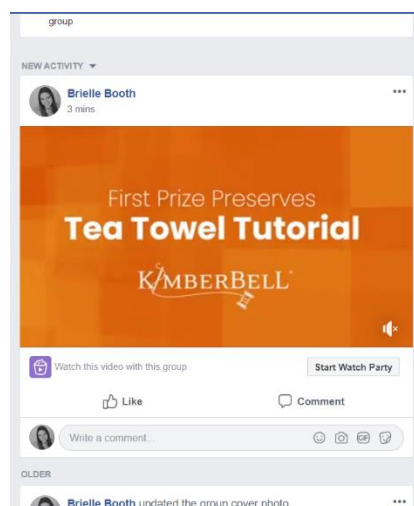 group
NEW ACTIVITY
Brielle Booth
3 mins
First Prize Preserves
Tea Towel Tutorial
KIMBERBELL
Watch this video with this group
Start Watch Party
Like
Comment
Write a comment...
GIF
OLDER
Brielle Booth updated the group cover photo.